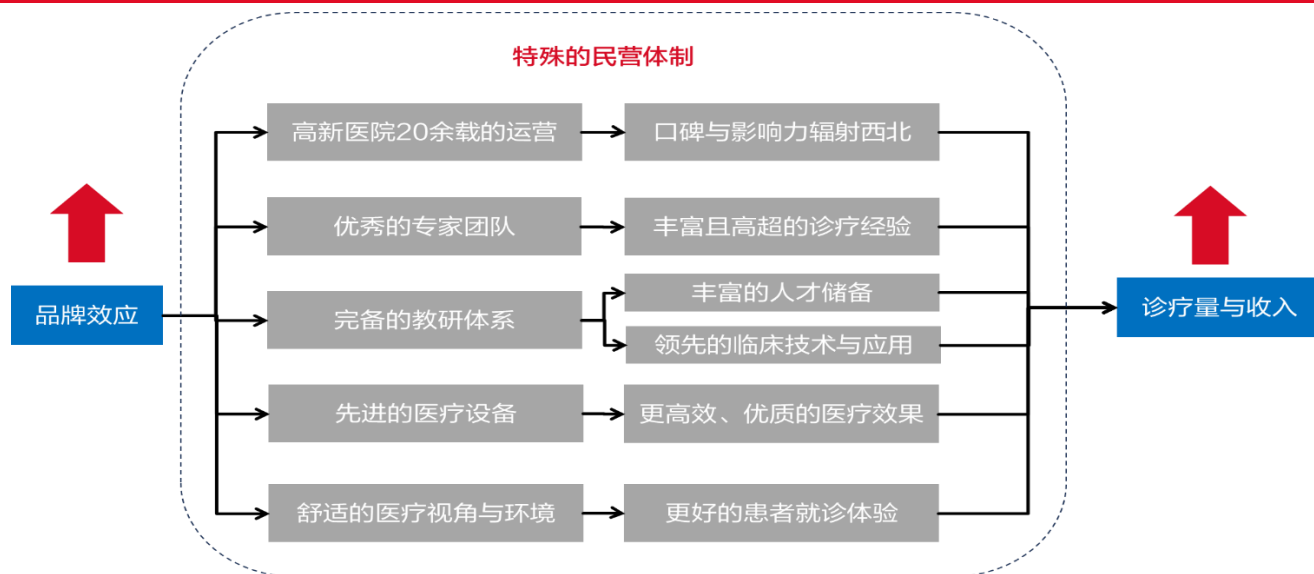 特殊的民营体制
高新医院20余载的运营
口碑与影响力辐射西北
优秀的专家团队
丰富且高超的诊疗经验
品牌效应
完备的教研体系
丰富的人才储备
领先的临床技术与应用
诊疗量与收入
先进的医疗设备
更高效、优质的医疗效果
舒适的医疗视角与环境
更好的患者就诊体验